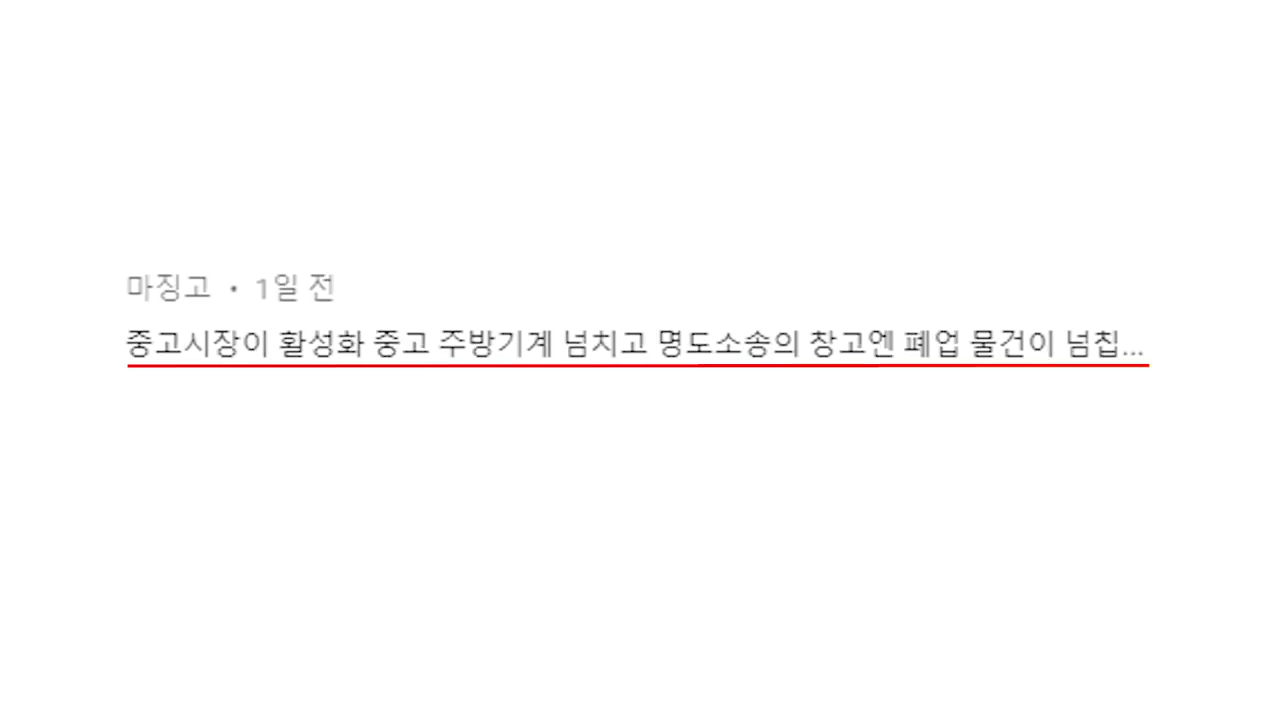 마징고 • 1일 전
중고시장이 활성화 중고 주방기계 넘치고 명도소송의 창고엔 폐업 물건이 넘칩...